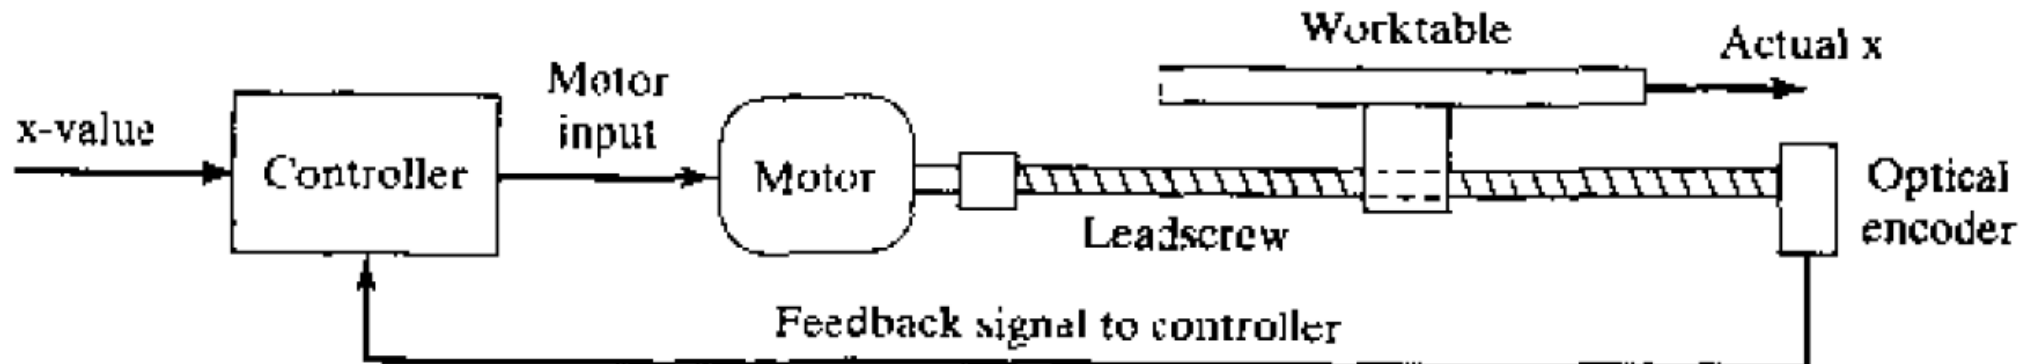 Worktable
Actual x
Motor
input
x-value
Controller
Motor
Optical
encoder
Leadscrew
Feedback signal to controller